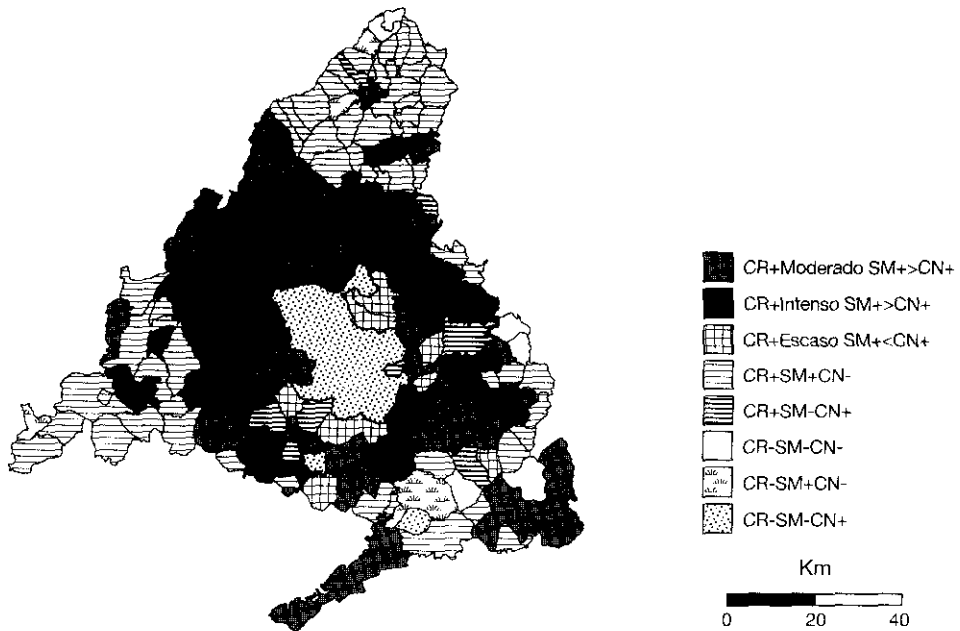 CR+Moderado SM+>CN+
CR+Intenso SM+>CN+
CR+Escaso SM+<CN+
CR+SM+CN-
CR+SM-CN+
CR-SM-CN-
CR-SM+CN-
CR-SM-CN+
Km
0 20 40